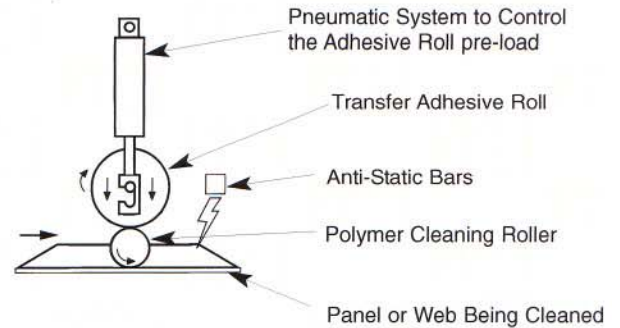 Pneumatic System to Control
the Adhesive Roll pre-load
Transfer Adhesive Roll
Anti-Static Bars
Polymer Cleaning Roller
Panel or Web Being Cleaned